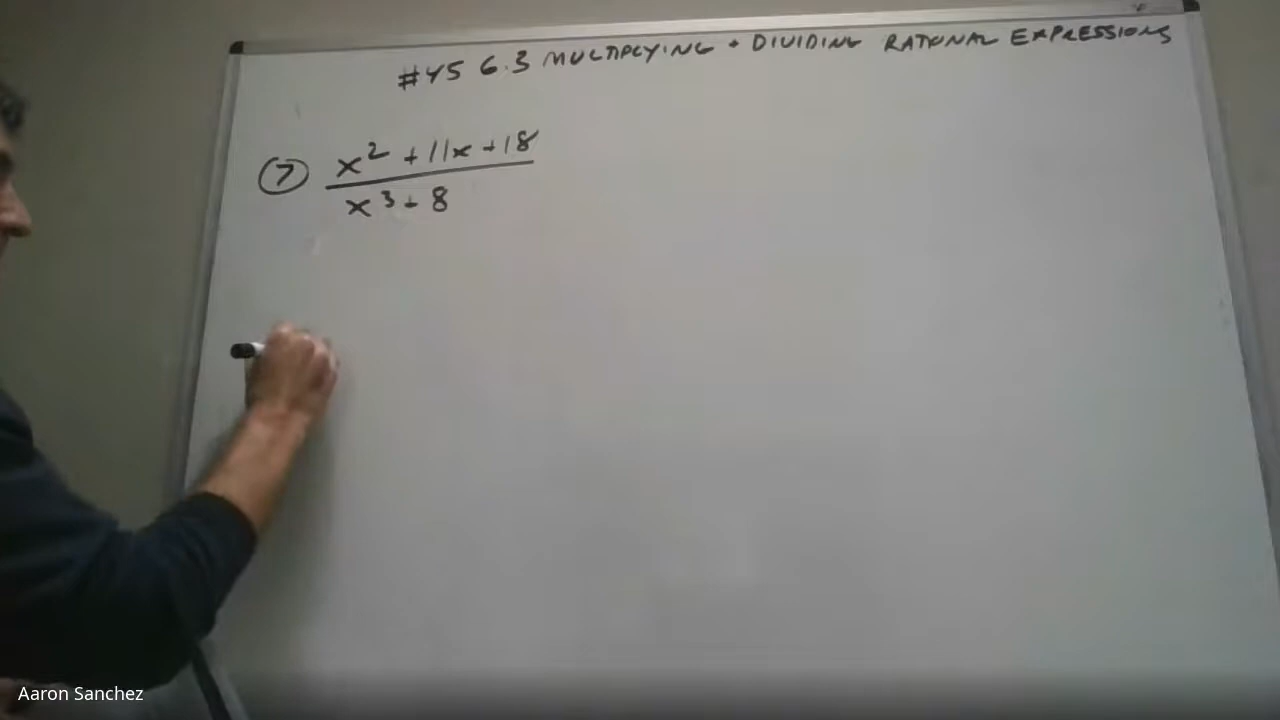 #45 6.3 MULTIPLYING + DIVIDING RATIONAL EXPRESSIONS
⑦ x² + 11x + 18
x³ + 8
Aaron Sanchez